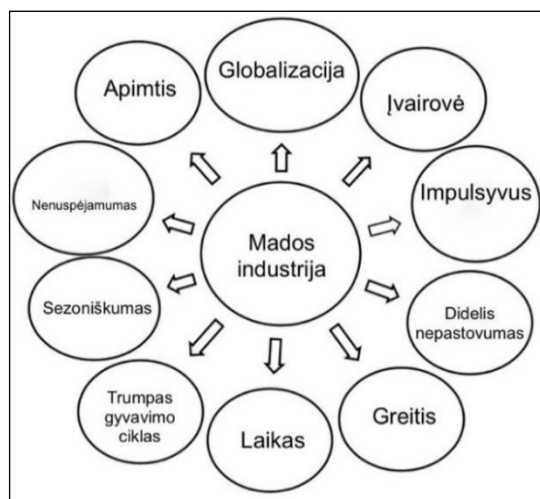 Globalizacija
Apimtis
Įvairovė
Nenuspėjamumas
Impulsyvus
Mados
industrija
Sezoniškumas
Didelis
nepastovumas
Trumpas
gyvavimo
ciklas
Laikas
Greitis